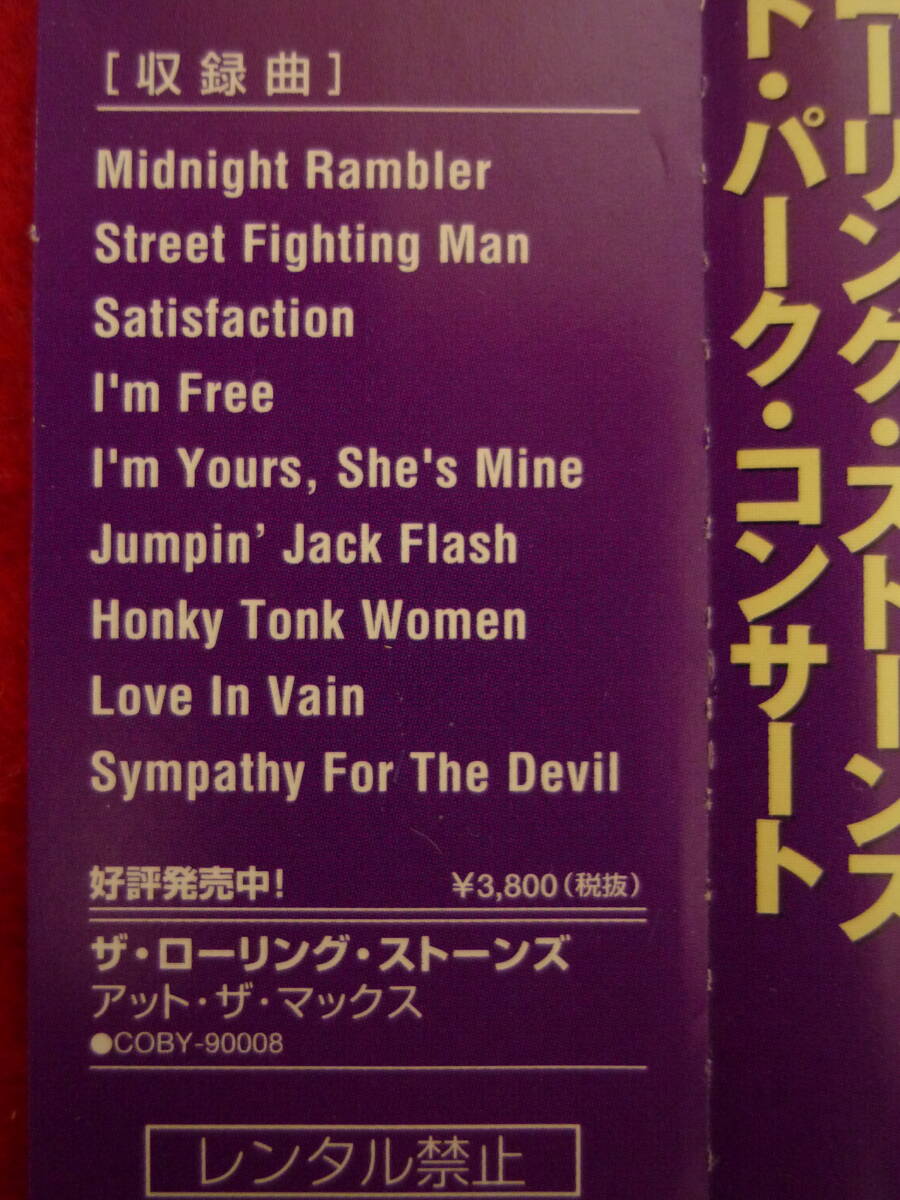 [収録曲]
Midnight Rambler
Street Fighting Man
Satisfaction
I'm Free
I'm Yours, She's Mine
Jumpin' Jack Flash
Honky Tonk Women
Love In Vain
Sympathy For The Devil
好評発売中! ¥3,800(税抜)
ザ・ローリング・ストーンズ
アット・ザ・マックス
●COBY-90008
レンタル禁止
ーリング・ストーンズ
ト・パーク・コンサート